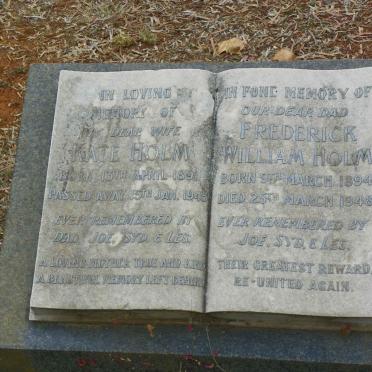 IN LOVING
MEMORY OF
MY DEAR WIFE
KATE HOLM
BORN 13TH APRIL 1891
PASSED AWAY 15TH JAN. 1943
EVER REMEMBERED BY
DAD, JOE, SYD, & LES.
A LOVING MOTHER TRUE AND KIND
A BEAUTIFUL MEMORY LEFT BEHIND
IN FOND MEMORY OF
OUR DEAR DAD
FREDERICK
WILLIAM HOLM
BORN 9TH MARCH 1894
DIED 25TH MARCH 1948
EVER REMEMBERED BY
JOE, SYD, & LES.
THEIR GREATEST REWARD,
RE-UNITED AGAIN.